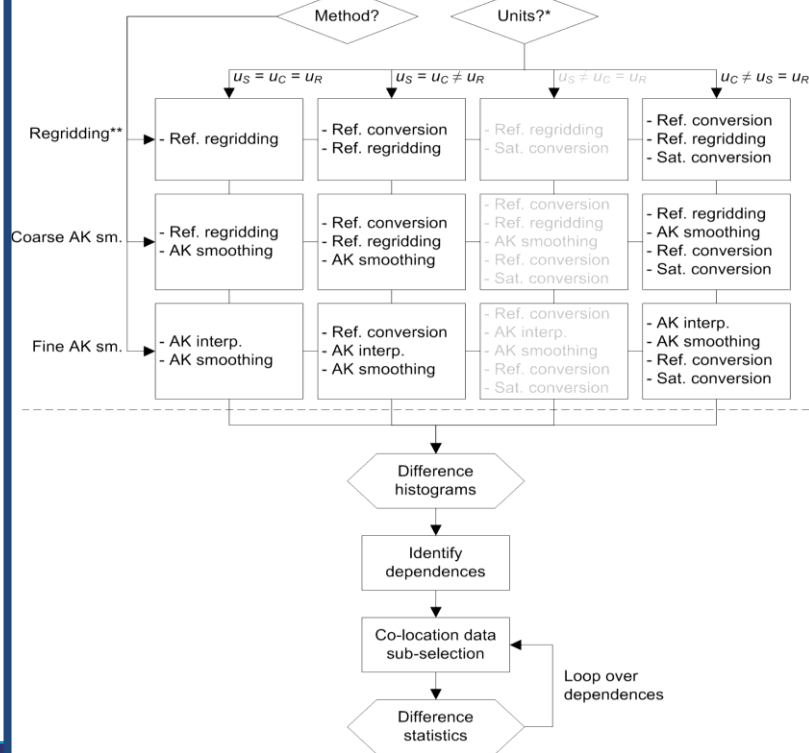 Method?
Units?*
uS = uC = uR
uS = uC ≠ uR
uS ≠ uC = uR
uC ≠ uS = uR
Regridding**
- Ref. regridding
- Ref. conversion
- Ref. regridding
- Ref. regridding
- Sat. conversion
- Ref. conversion
- Ref. regridding
- Sat. conversion
Coarse AK sm.
- Ref. regridding
- AK smoothing
- Ref. conversion
- Ref. regridding
- AK smoothing
- Ref. conversion
- Ref. regridding
- AK smoothing
- Ref. conversion
- Sat. conversion
- Ref. regridding
- AK smoothing
- Ref. conversion
- Sat. conversion
Fine AK sm.
- AK interp.
- AK smoothing
- Ref. conversion
- AK interp.
- AK smoothing
- Ref. conversion
- AK interp.
- AK smoothing
- Ref. conversion
- Sat. conversion
- AK interp.
- AK smoothing
- Ref. conversion
- Sat. conversion
Difference
histograms
Identify
dependences
Co-location data
sub-selection
Loop over
dependences
Difference
statistics